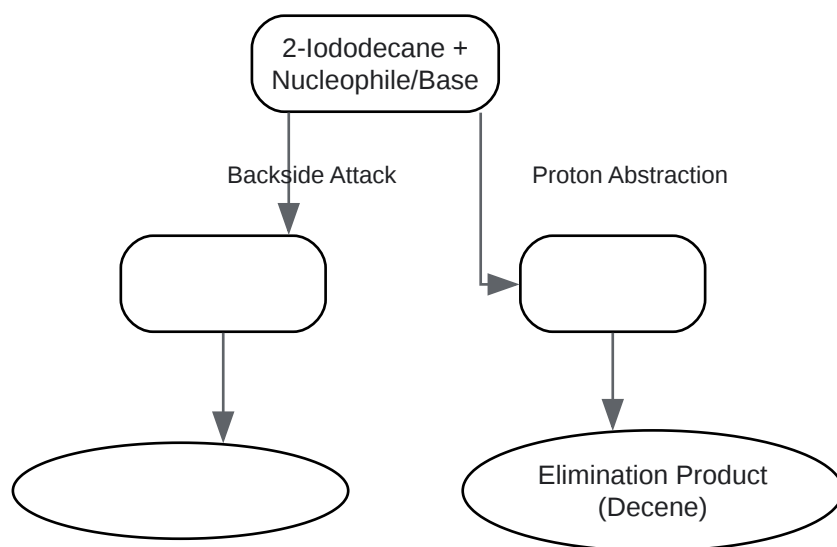 2-Iododecane +
Nucleophile/Base
Backside Attack
Proton Abstraction
Elimination Product
(Decene)